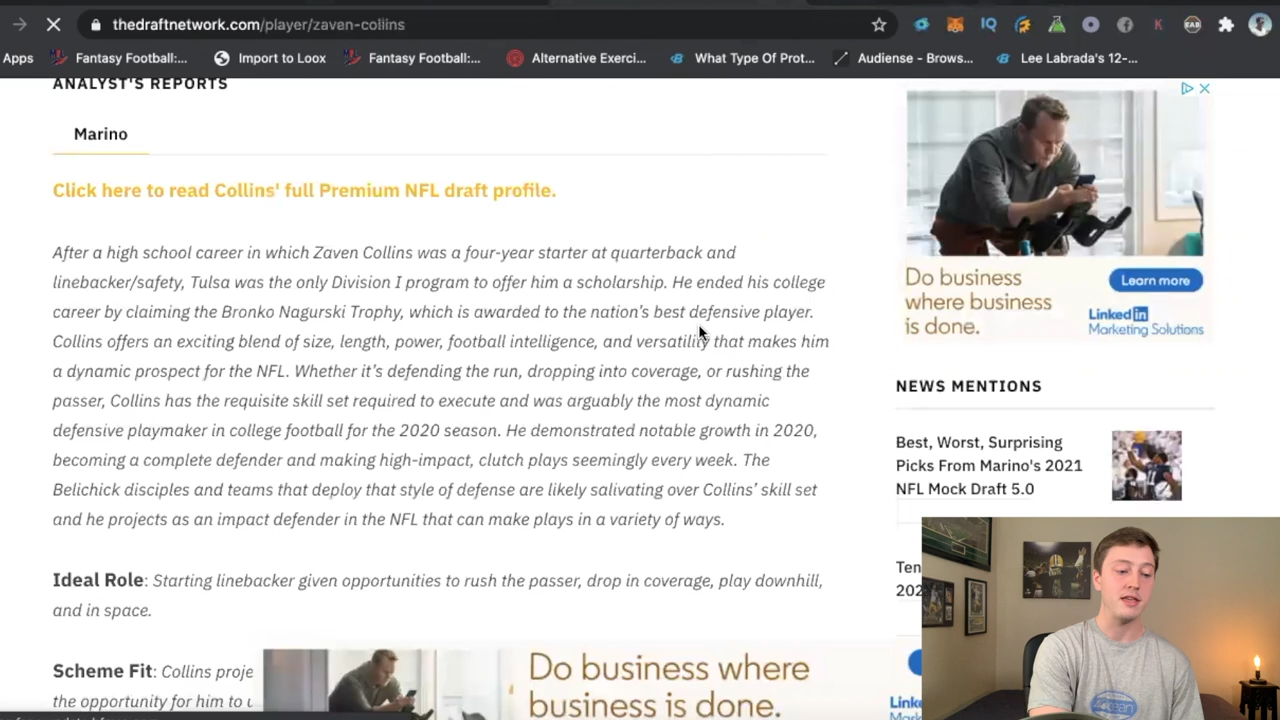 thedraftnetwork.com/player/zaven-collins
IQ
K
Apps
Fantasy Football:...
Import to Loox
Fantasy Football:...
Alternative Exerci...
What Type Of Prot...
Audiense - Brows...
Lee Labrada's 12-...
ANALYST'S REPORTS
Marino
Click here to read Collins' full Premium NFL draft profile.
After a high school career in which Zaven Collins was a four-year starter at quarterback and
linebacker/safety, Tulsa was the only Division I program to offer him a scholarship. He ended his college
career by claiming the Bronko Nagurski Trophy, which is awarded to the nation's best defensive player.
Collins offers an exciting blend of size, length, power, football intelligence, and versatility that makes him
a dynamic prospect for the NFL. Whether it's defending the run, dropping into coverage, or rushing the
passer, Collins has the requisite skill set required to execute and was arguably the most dynamic
defensive playmaker in college football for the 2020 season. He demonstrated notable growth in 2020,
becoming a complete defender and making high-impact, clutch plays seemingly every week. The
Belichick disciples and teams that deploy that style of defense are likely salivating over Collins' skill set
and he projects as an impact defender in the NFL that can make plays in a variety of ways.
Ideal Role: Starting linebacker given opportunities to rush the passer, drop in coverage, play downhill,
and in space.
Scheme Fit: Collins proje
the opportunity for him to u
Do business
where business
is done.
Learn more
Linked in
Marketing Solutions
NEWS MENTIONS
Best, Worst, Surprising
Picks From Marino's 2021
NFL Mock Draft 5.0
Ten
202
Do business where
business is done.
Linke
Mark